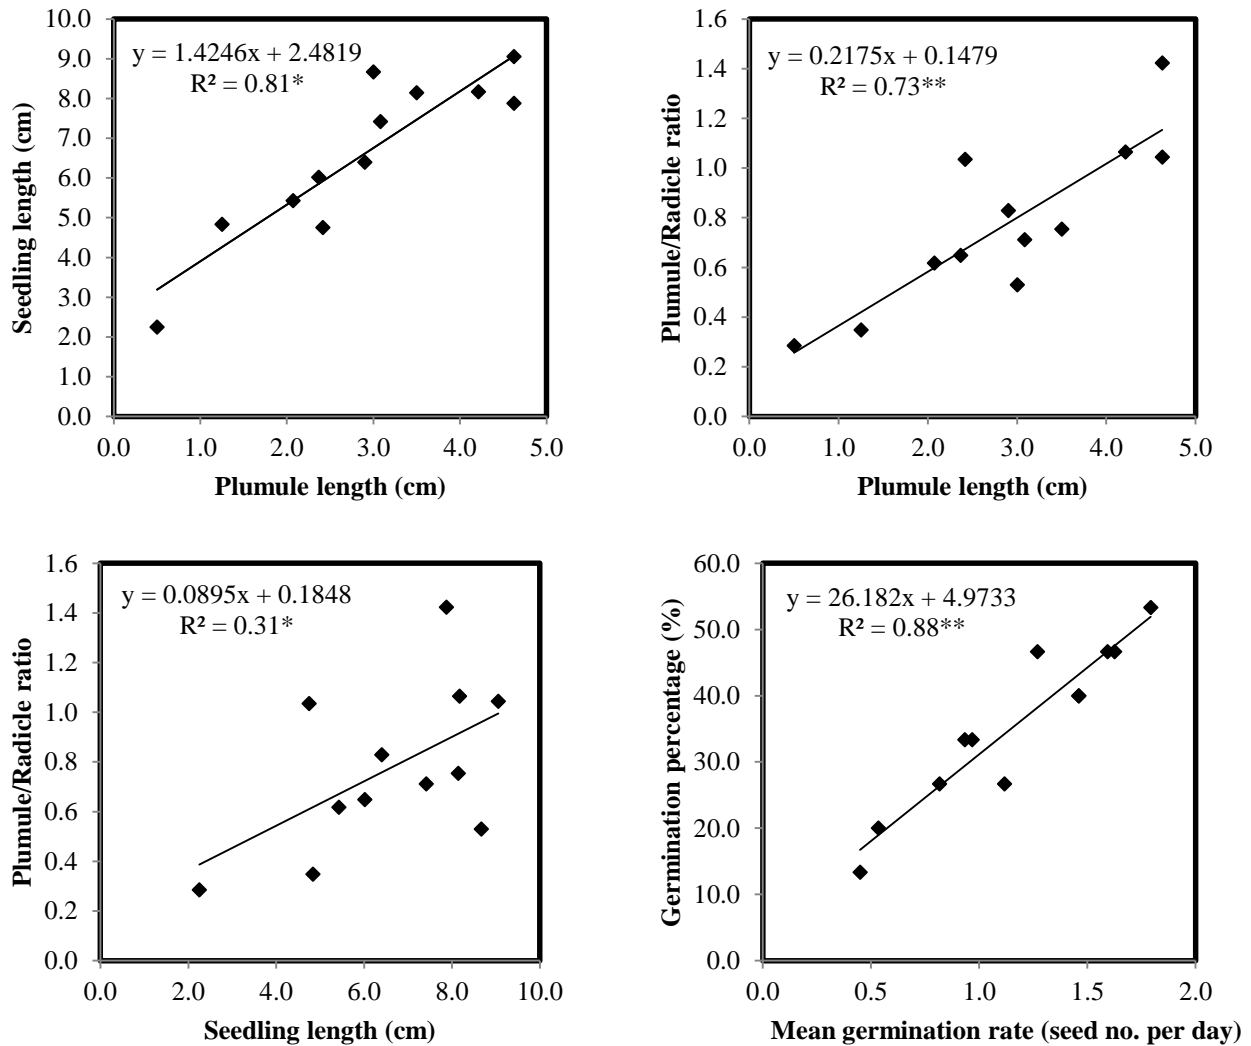 10.0
9.0
8.0
7.0
6.0
5.0
4.0
3.0
2.0
1.0
0.0
Seedling length (cm)
y = 1.4246x + 2.4819
R² = 0.81*
0.0 1.0 2.0 3.0 4.0 5.0
Plumule length (cm)
1.6
1.4
1.2
1.0
0.8
0.6
0.4
0.2
0.0
Plumule/Radicle ratio
y = 0.2175x + 0.1479
R² = 0.73**
0.0 1.0 2.0 3.0 4.0 5.0
Plumule length (cm)
1.6
1.4
1.2
1.0
0.8
0.6
0.4
0.2
0.0
Plumule/Radicle ratio
y = 0.0895x + 0.1848
R² = 0.31*
0.0 2.0 4.0 6.0 8.0 10.0
Seedling length (cm)
60.0
50.0
40.0
30.0
20.0
10.0
0.0
Germination percentage (%)
y = 26.182x + 4.9733
R² = 0.88**
0.0 0.5 1.0 1.5 2.0
Mean germination rate (seed no. per day)